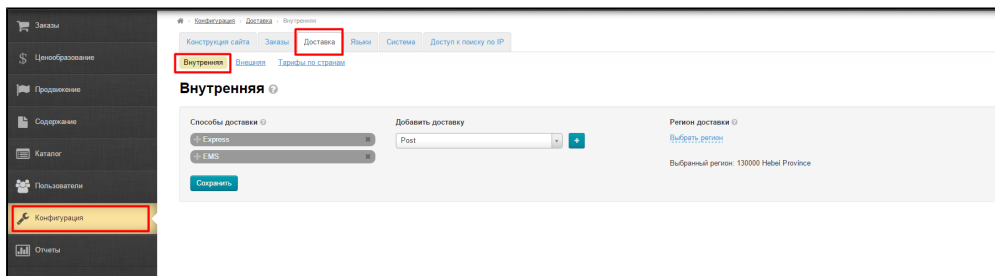 Заказы
Ценообразование
Продвижение
Содержание
Каталог
Пользователи
Конфигурация
Отчеты
Конфигурация › Доставка › Внутренняя
Конструкция сайта Заказы Доставка Языки Система Доступ к поиску по IP
Внутренняя Внешняя Тарифы по странам
Внутренняя ?
Способы доставки ?
Express
EMS
Сохранить
Добавить доставку
Post +
Регион доставки ?
Выбрать регион
Выбранный регион: 130000 Hebei Province